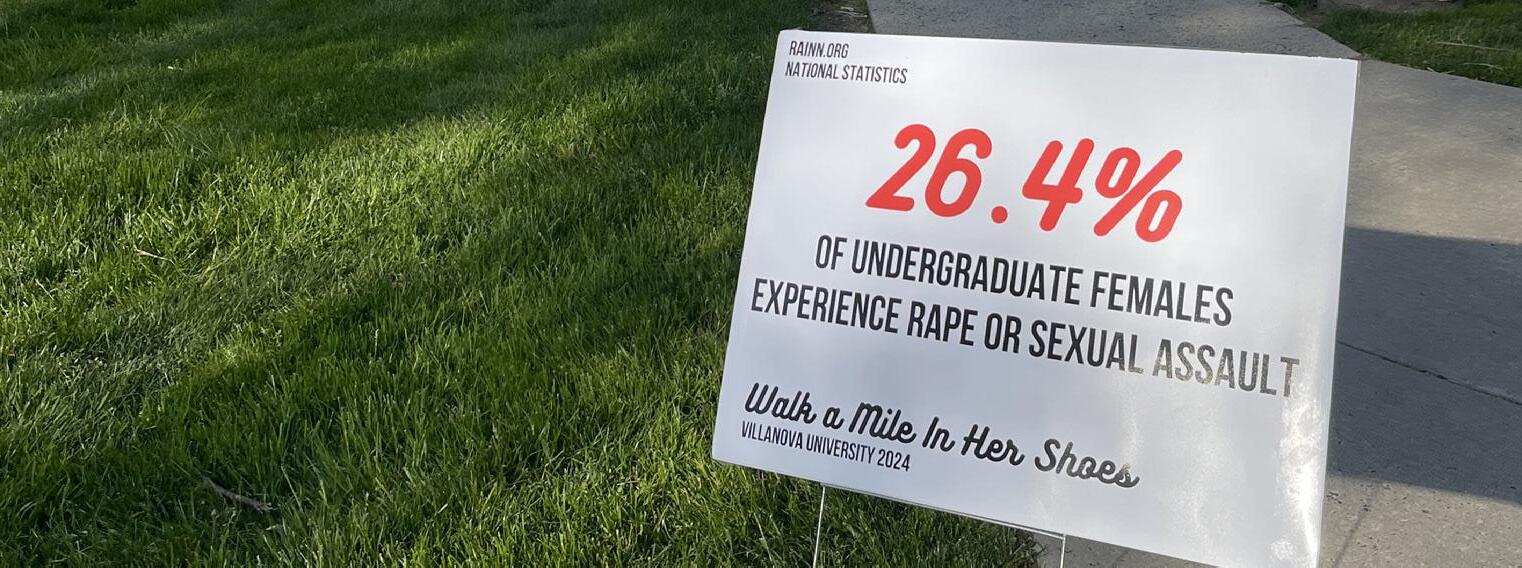 RAINN.ORG
NATIONAL STATISTICS
26.4%
OF UNDERGRADUATE FEMALES
EXPERIENCE RAPE OR SEXUAL ASSAULT
Walk a Mile In Her Shoes
VILLANOVA UNIVERSITY 2024